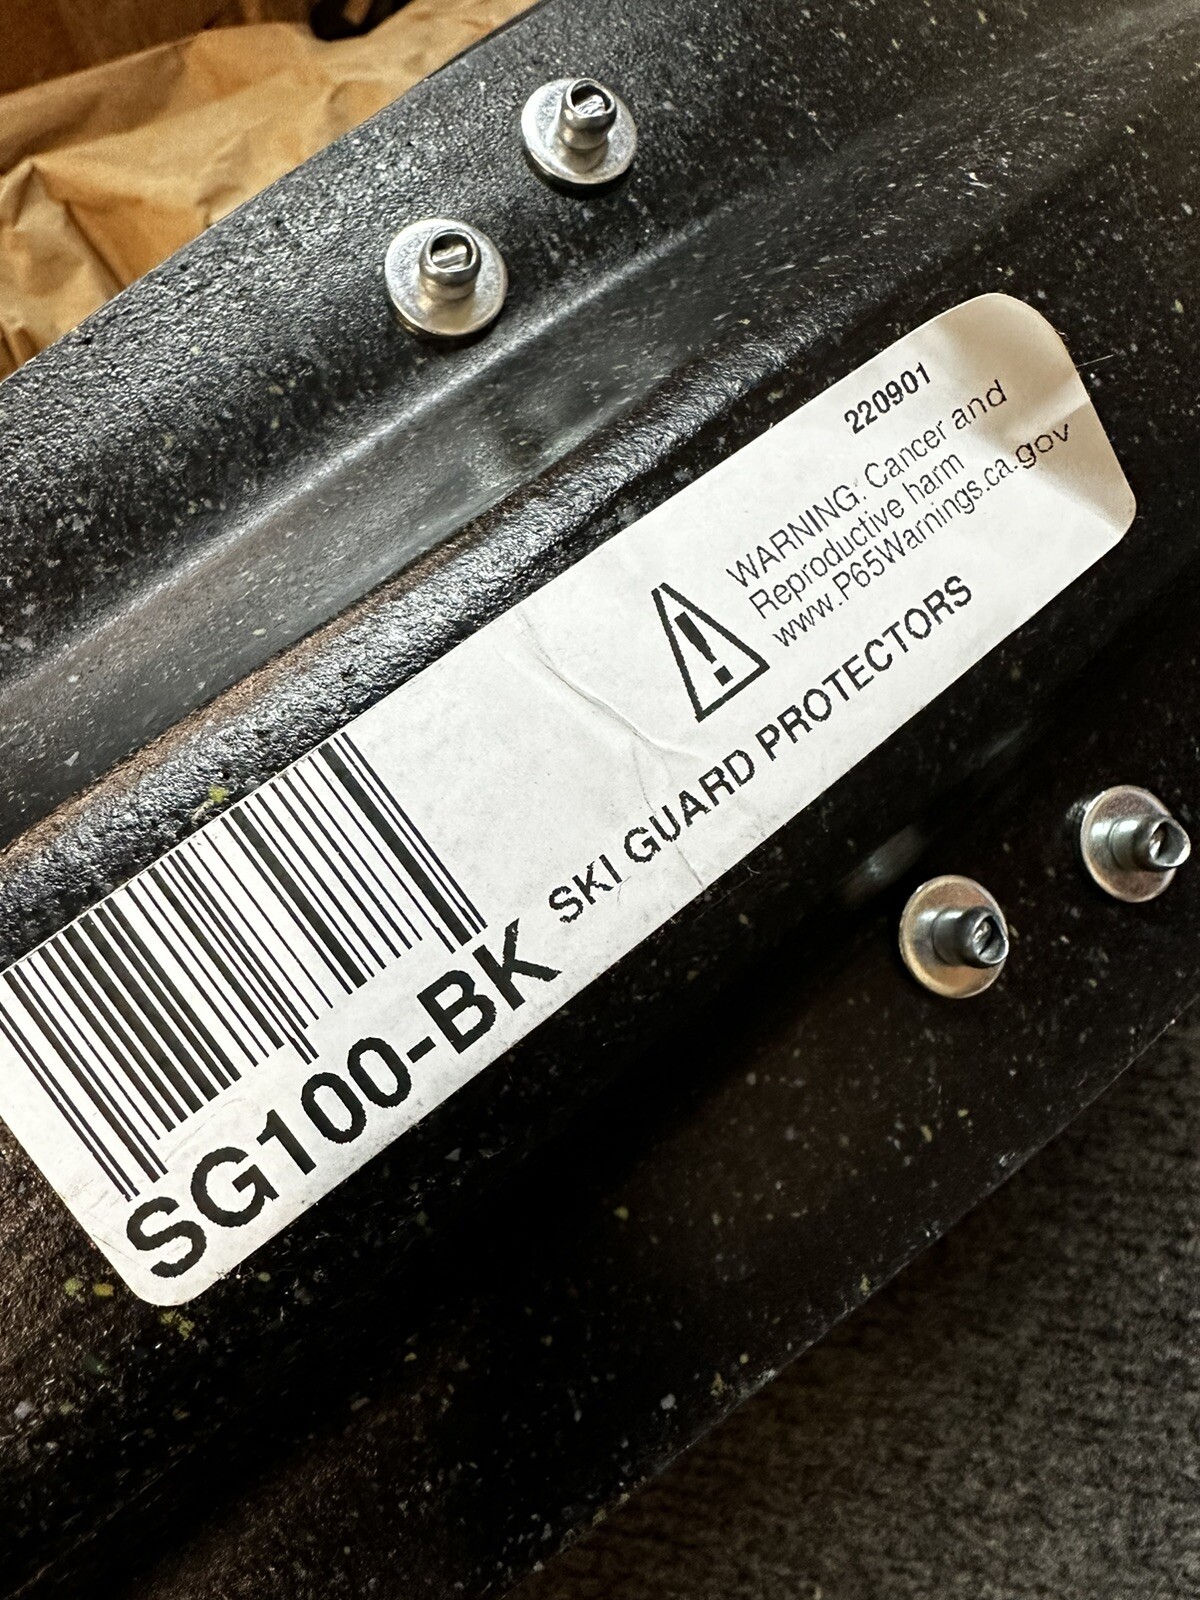 220901
WARNING: Cancer and
Reproductive harm
www.P65Warnings.ca.gov
SKI GUARD PROTECTORS
SG100-BK